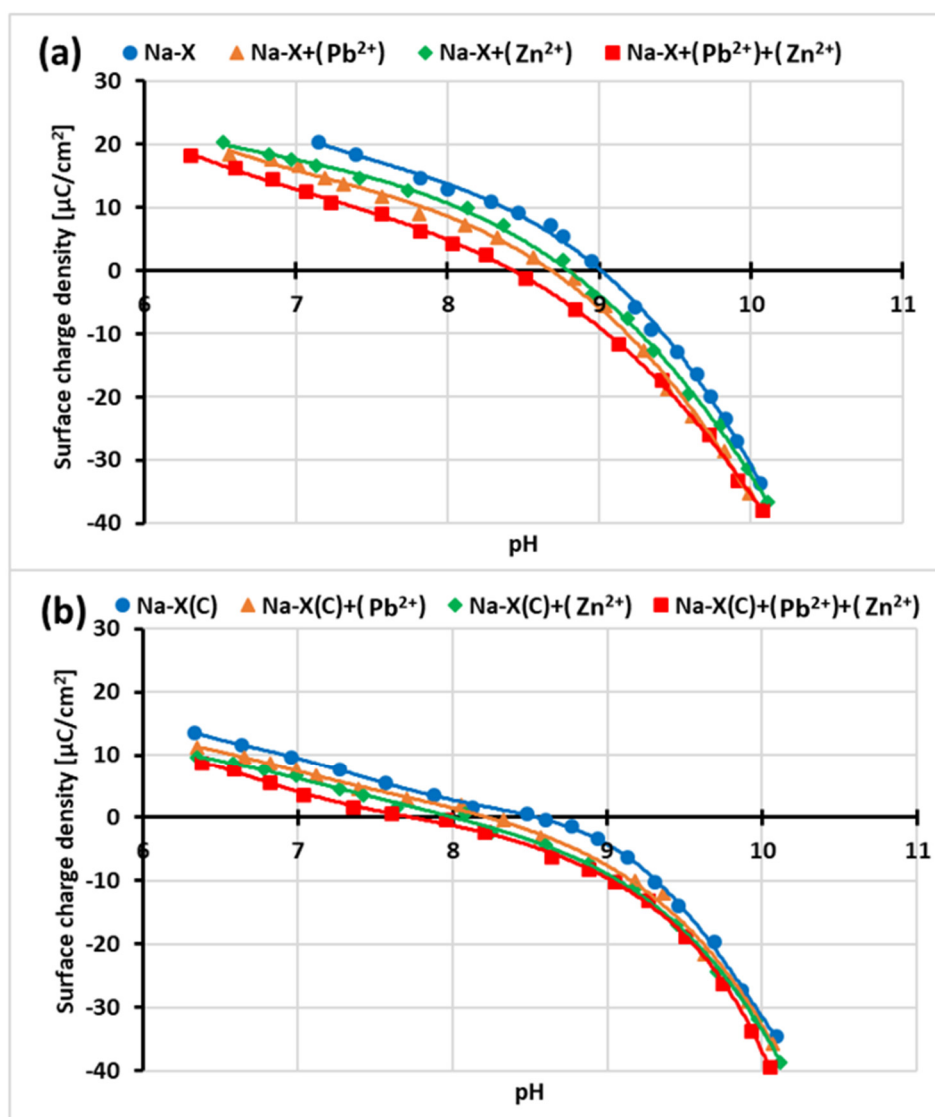 (a) Na-X Na-X+(Pb²⁺) Na-X+(Zn²⁺) Na-X+(Pb²⁺)+(Zn²⁺)
Surface charge density [µC/cm²]
30
20
10
0
-10
-20
-30
-40
6 7 8 9 10 11
pH
(b) Na-X(C) Na-X(C)+(Pb²⁺) Na-X(C)+(Zn²⁺) Na-X(C)+(Pb²⁺)+(Zn²⁺)
Surface charge density [µC/cm²]
30
20
10
0
-10
-20
-30
-40
6 7 8 9 10 11
pH